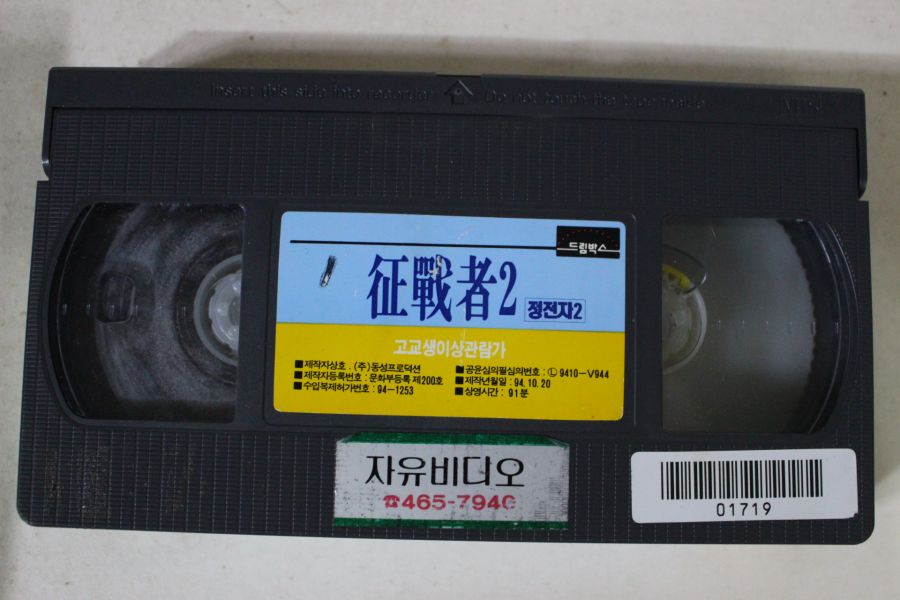 Insert this side into recorder Do not touch the tape inside
드림박스
征戰者2 정전자2
고교생이상관람가
■제작자상호 . (주)동성프로덕션
■제작자등록번호 : 문화부등록 제200호
■수입복제허가번호 : 94-1253
■공윤심의필심의번호 : Ⓛ 9410-V944
■제작년월일 : 94.10.20
■상영시간 : 91분
자유비디오
☎465-7940
01719